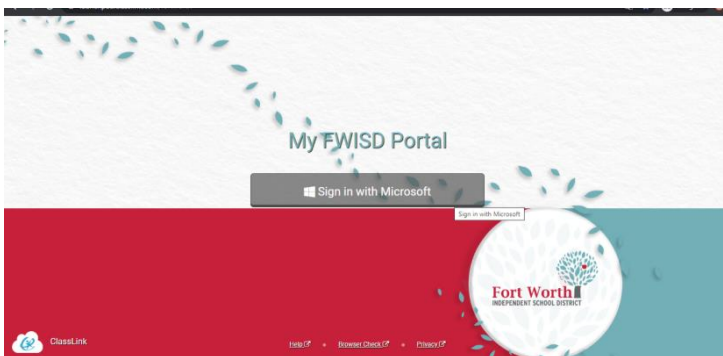 My FWISD Portal
Sign in with Microsoft
Sign in with Microsoft
Fort Worth
INDEPENDENT SCHOOL DISTRICT
ClassLink
Help
Browser Check
Privacy